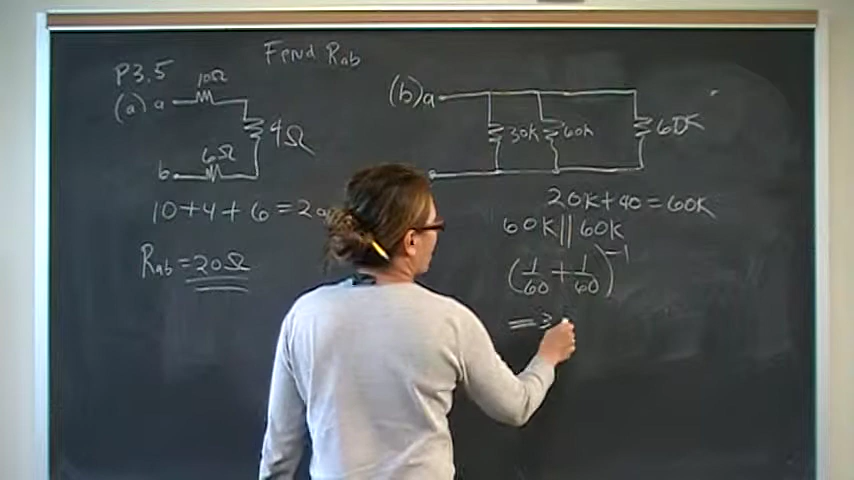 Find Rab
P3.5
10Ω
(a) a
4Ω
6Ω
b
10+4+6=20
Rab=20Ω
(b) a
30K 60K 60K
20K+40=60K
60K||60K
(1/60+1/60)⁻¹
=3